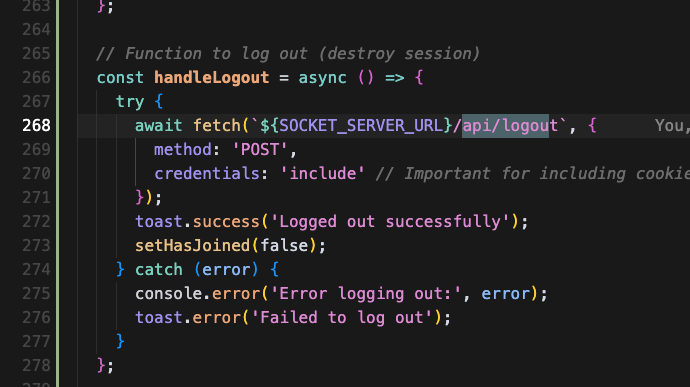 263 };
264
265 // Function to log out (destroy session)
266 const handleLogout = async () => {
267 try {
268 await fetch(`${SOCKET_SERVER_URL}/api/logout`, { You,
269 method: 'POST',
270 credentials: 'include' // Important for including cookie
271 });
272 toast.success('Logged out successfully');
273 setHasJoined(false);
274 } catch (error) {
275 console.error('Error logging out:', error);
276 toast.error('Failed to log out');
277 }
278 };